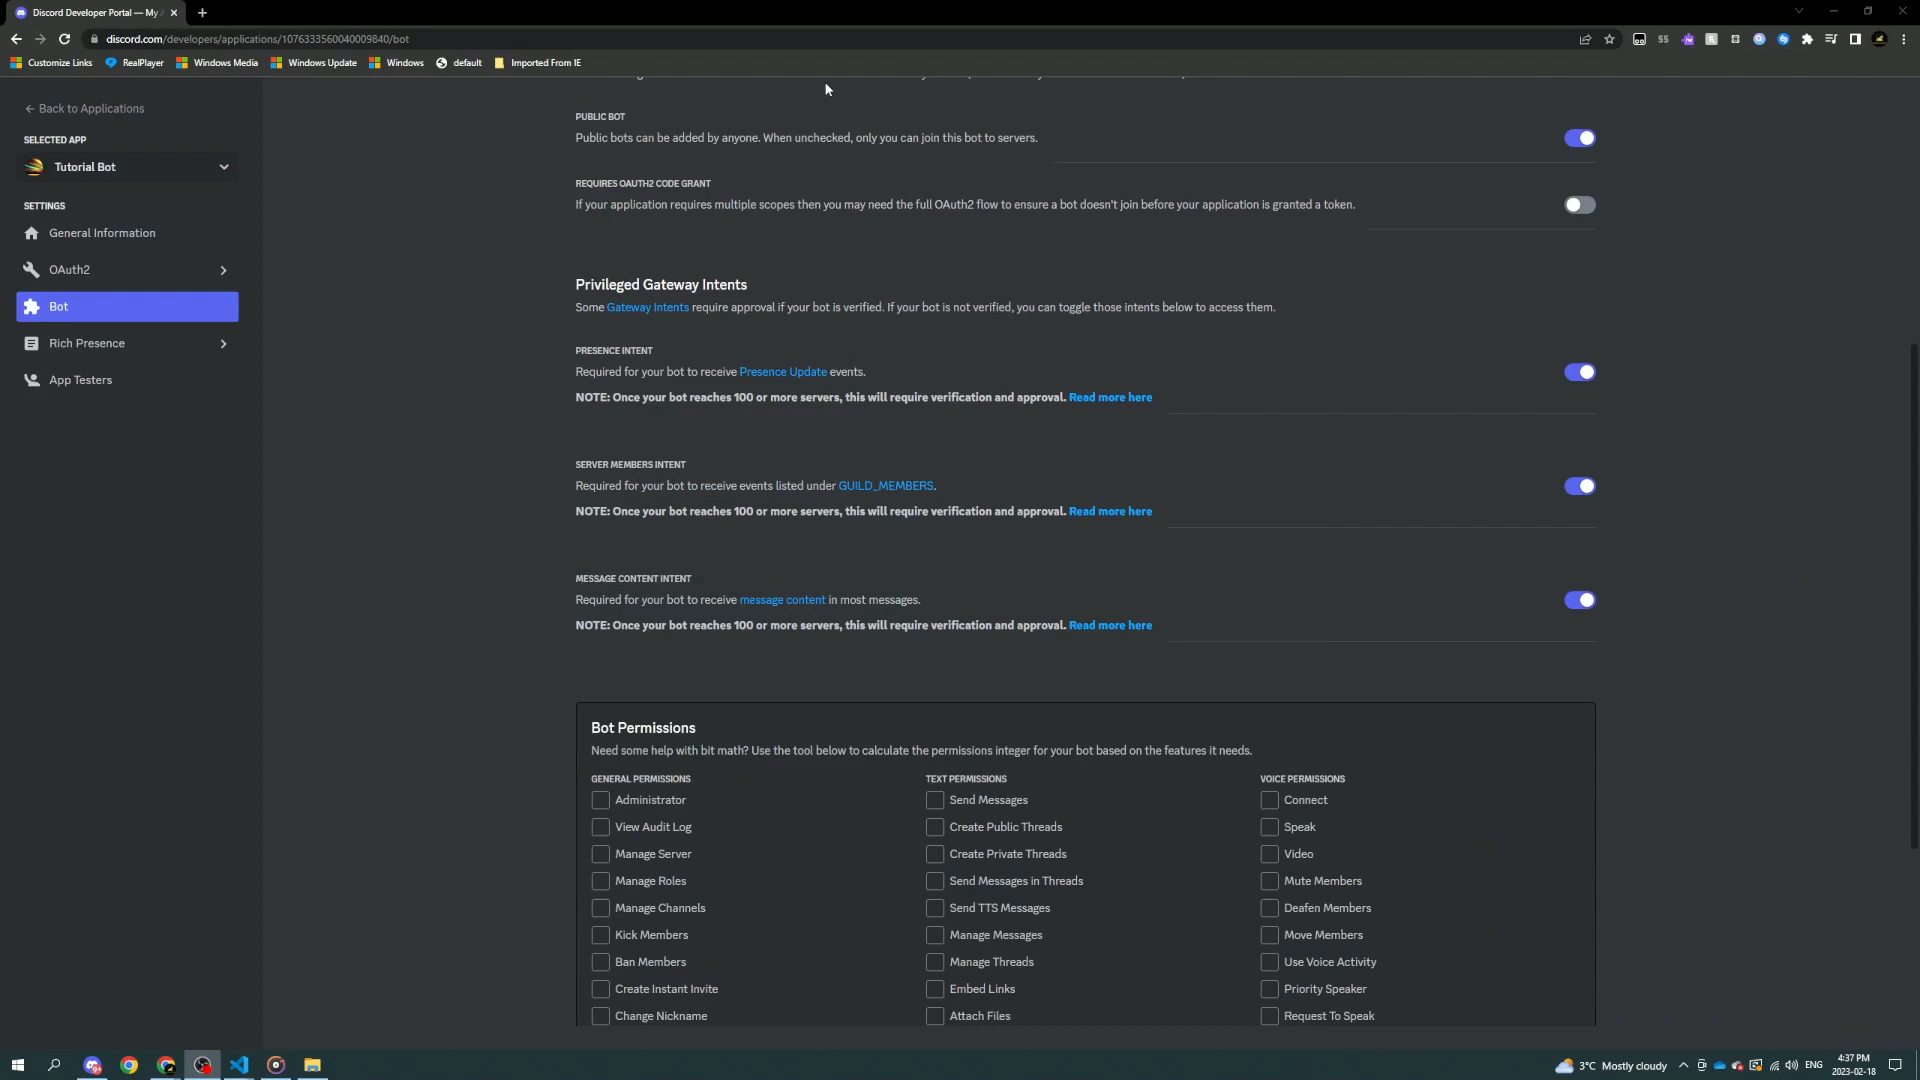 Discord Developer Portal — My A
discord.com/developers/applications/1076333560040009840/bot
Customize Links
RealPlayer
Windows Media
Windows Update
Windows
default
Imported From IE
Back to Applications
SELECTED APP
Tutorial Bot
SETTINGS
General Information
OAuth2
Bot
Rich Presence
App Testers
PUBLIC BOT
Public bots can be added by anyone. When unchecked, only you can join this bot to servers.
REQUIRES OAUTH2 CODE GRANT
If your application requires multiple scopes then you may need the full OAuth2 flow to ensure a bot doesn't join before your application is granted a token.
Privileged Gateway Intents
Some Gateway Intents require approval if your bot is verified. If your bot is not verified, you can toggle those intents below to access them.
PRESENCE INTENT
Required for your bot to receive Presence Update events.
NOTE: Once your bot reaches 100 or more servers, this will require verification and approval. Read more here
SERVER MEMBERS INTENT
Required for your bot to receive events listed under GUILD_MEMBERS.
NOTE: Once your bot reaches 100 or more servers, this will require verification and approval. Read more here
MESSAGE CONTENT INTENT
Required for your bot to receive message content in most messages.
NOTE: Once your bot reaches 100 or more servers, this will require verification and approval. Read more here
Bot Permissions
Need some help with bit math? Use the tool below to calculate the permissions integer for your bot based on the features it needs.
GENERAL PERMISSIONS
Administrator
View Audit Log
Manage Server
Manage Roles
Manage Channels
Kick Members
Ban Members
Create Instant Invite
Change Nickname
TEXT PERMISSIONS
Send Messages
Create Public Threads
Create Private Threads
Send Messages in Threads
Send TTS Messages
Manage Messages
Manage Threads
Embed Links
Attach Files
VOICE PERMISSIONS
Connect
Speak
Video
Mute Members
Deafen Members
Move Members
Use Voice Activity
Priority Speaker
Request To Speak
3°C Mostly cloudy
ENG
4:37 PM
2023-02-18